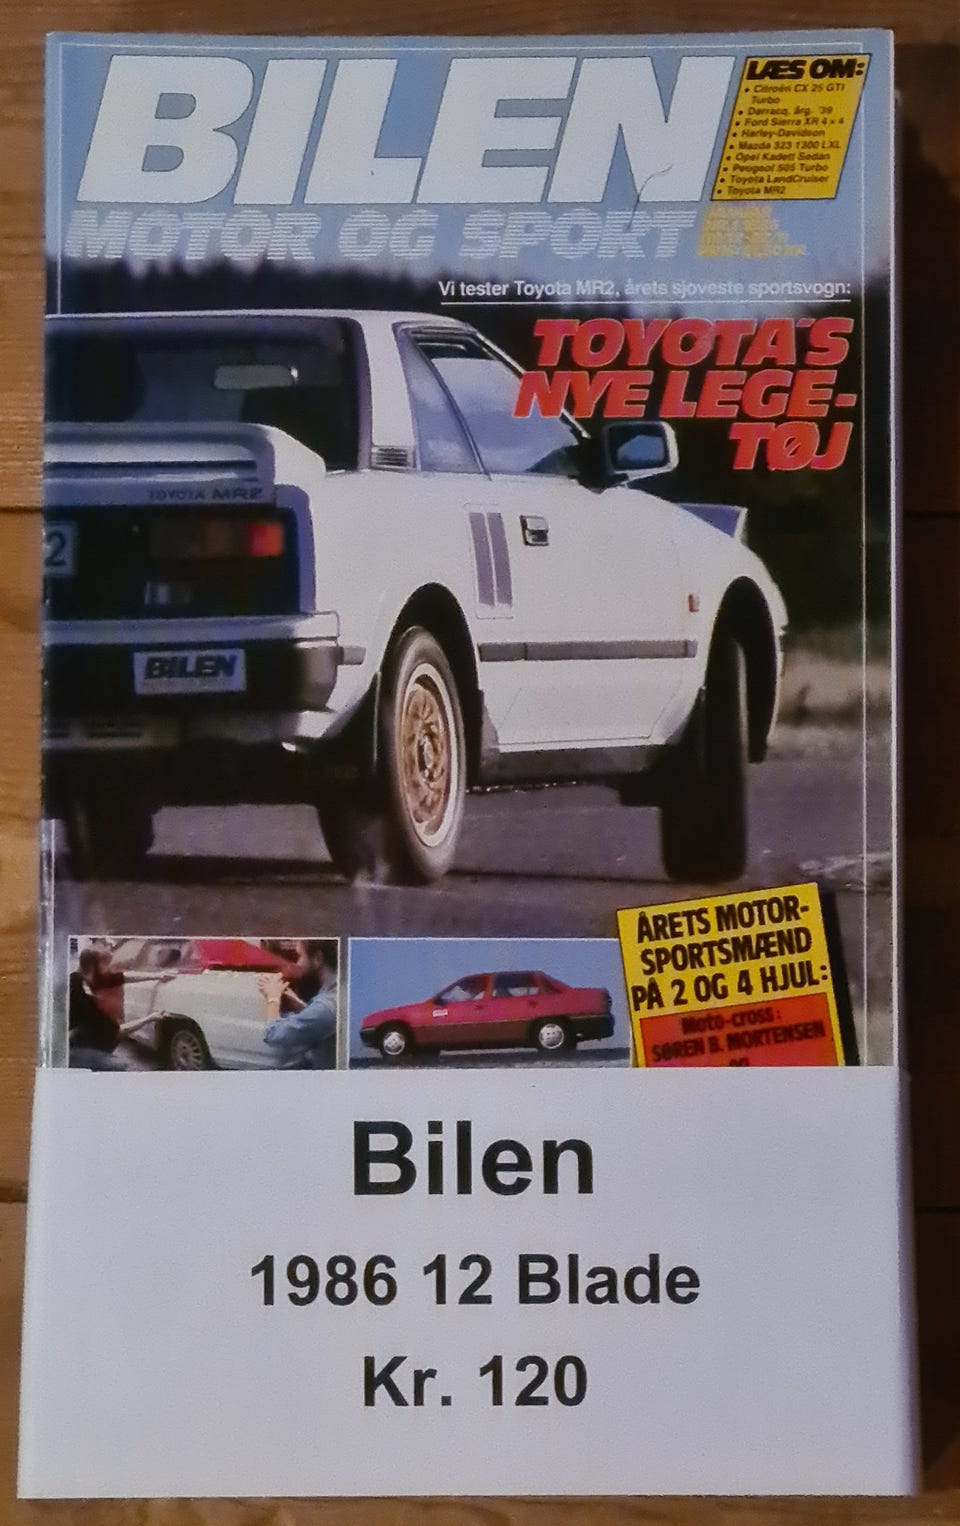 BILEN
MOTOR OG SPORT
LÆS OM:
• Citroën CX 25 GTI
Turbo
• Darracq, årg. '39
• Ford Sierra XR 4×4
• Harley-Davidson
• Mazda 323 1300 LXL
• Opel Kadett Sedan
• Peugeot 505 Turbo
• Toyota LandCruiser
• Toyota MR2
Vi tester Toyota MR2, årets sjoveste sportsvogn:
TOYOTA'S
NYE LEGE-
TØJ
TOYOTA MR2
2
BILEN
ÅRETS MOTOR-
SPORTSMÆND
PÅ 2 OG 4 HJUL:
Moto-cross:
SØREN B. MORTENSEN
og
Bilen
1986 12 Blade
Kr. 120